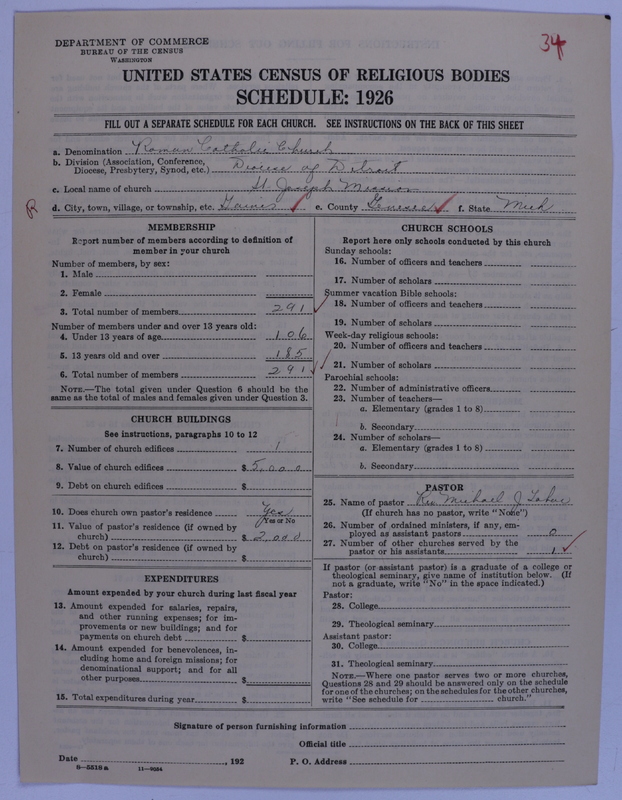 DEPARTMENT OF COMMERCE
BUREAU OF THE CENSUS
WASHINGTON
34
UNITED STATES CENSUS OF RELIGIOUS BODIES
SCHEDULE: 1926
FILL OUT A SEPARATE SCHEDULE FOR EACH CHURCH. SEE INSTRUCTIONS ON THE BACK OF THIS SHEET
a. Denomination Roman Catholic Church
b. Division (Association, Conference, Diocese, Presbytery, Synod, etc.) Diocese of Detroit
c. Local name of church St. Joseph Mission
R d. City, town, village, or township, etc. Gaines e. County Genesee f. State Mich
MEMBERSHIP
Report number of members according to definition of
member in your church
Number of members, by sex:
1. Male
2. Female
3. Total number of members 291
Number of members under and over 13 years old:
4. Under 13 years of age 106
5. 13 years old and over 185
6. Total number of members 291
NOTE.—The total given under Question 6 should be the
same as the total of males and females given under Question 3.
CHURCH BUILDINGS
See instructions, paragraphs 10 to 12
7. Number of church edifices 1
8. Value of church edifices $ 5,000
9. Debt on church edifices $
10. Does church own pastor's residence Yes
Yes or No
11. Value of pastor's residence (if owned by
church) $ 2,000
12. Debt on pastor's residence (if owned by
church) $
EXPENDITURES
Amount expended by your church during last fiscal year
13. Amount expended for salaries, repairs,
and other running expenses; for im-
provements or new buildings; and for
payments on church debt $
14. Amount expended for benevolences, in-
cluding home and foreign missions; for
denominational support; and for all
other purposes $
15. Total expenditures during year $
CHURCH SCHOOLS
Report here only schools conducted by this church
Sunday schools:
16. Number of officers and teachers
17. Number of scholars
Summer vacation Bible schools:
18. Number of officers and teachers
19. Number of scholars
Week-day religious schools:
20. Number of officers and teachers
21. Number of scholars
Parochial schools:
22. Number of administrative officers
23. Number of teachers—
a. Elementary (grades 1 to 8)
b. Secondary
24. Number of scholars—
a. Elementary (grades 1 to 8)
b. Secondary
PASTOR
25. Name of pastor Rev Michael J
(If church has no pastor, write "None")
26. Number of ordained ministers, if any, em-
ployed as assistant pastors 0
27. Number of other churches served by the
pastor or his assistants 1
If pastor (or assistant pastor) is a graduate of a college or
theological seminary, give name of institution below. (If
not a graduate, write "No" in the space indicated.)
Pastor:
28. College
29. Theological seminary
Assistant pastor:
30. College
31. Theological seminary
NOTE.—Where one pastor serves two or more churches,
Questions 28 and 29 should be answered only on the schedule
for one of the churches; on the schedules for the other churches,
write "See schedule for church."
Signature of person furnishing information
Official title
Date , 192 P. O. Address
8—5518a 11—9054